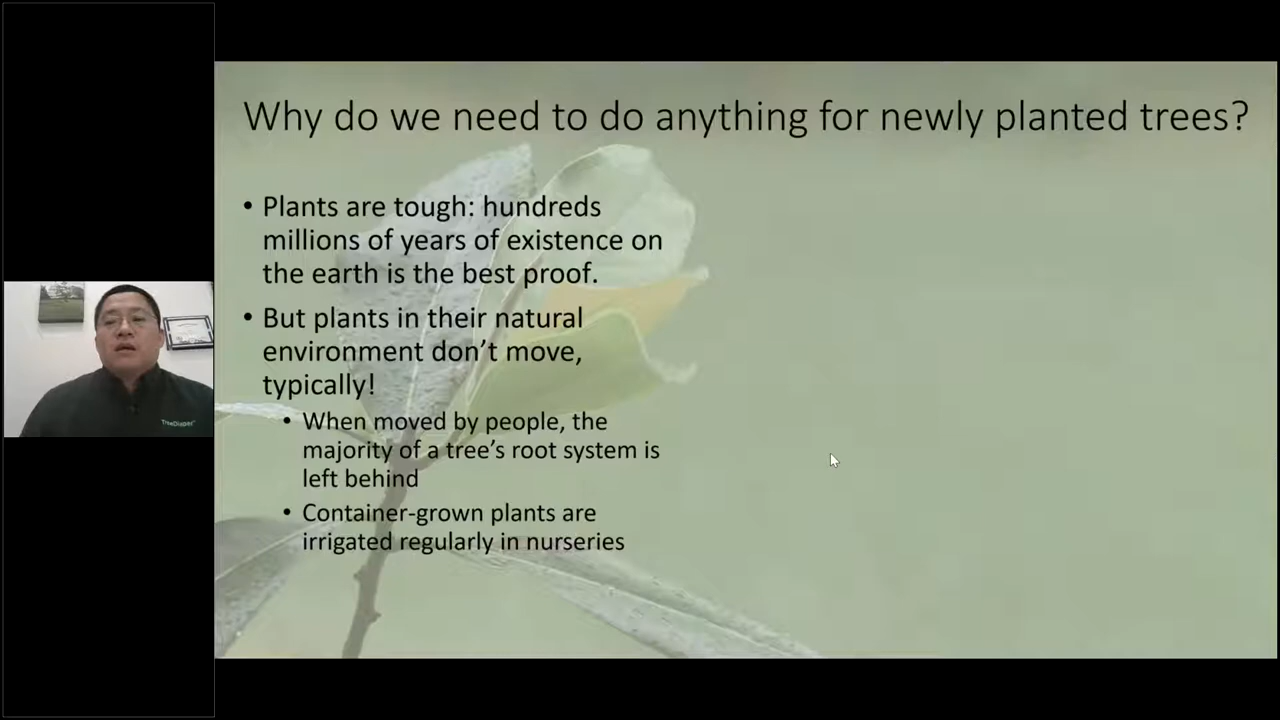 Why do we need to do anything for newly planted trees?
• Plants are tough: hundreds
millions of years of existence on
the earth is the best proof.
• But plants in their natural
environment don't move,
typically!
• When moved by people, the
majority of a tree's root system is
left behind
• Container-grown plants are
irrigated regularly in nurseries
TreeDiaper